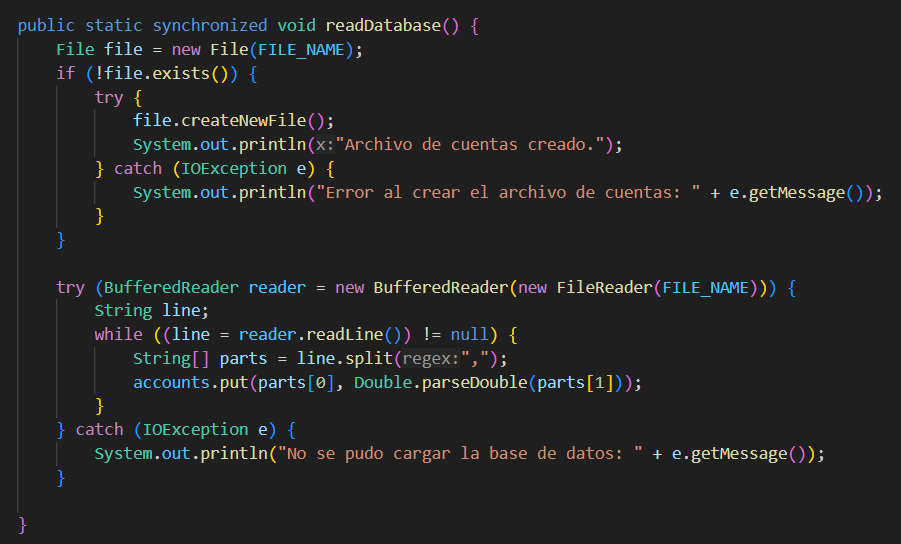 public static synchronized void readDatabase() {
    File file = new File(FILE_NAME);
    if (!file.exists()) {
        try {
            file.createNewFile();
            System.out.println(x:"Archivo de cuentas creado.");
        } catch (IOException e) {
            System.out.println("Error al crear el archivo de cuentas: " + e.getMessage());
        }
    }

    try (BufferedReader reader = new BufferedReader(new FileReader(FILE_NAME))) {
        String line;
        while ((line = reader.readLine()) != null) {
            String[] parts = line.split(regex:",");
            accounts.put(parts[0], Double.parseDouble(parts[1]));
        }
    } catch (IOException e) {
        System.out.println("No se pudo cargar la base de datos: " + e.getMessage());
    }

}